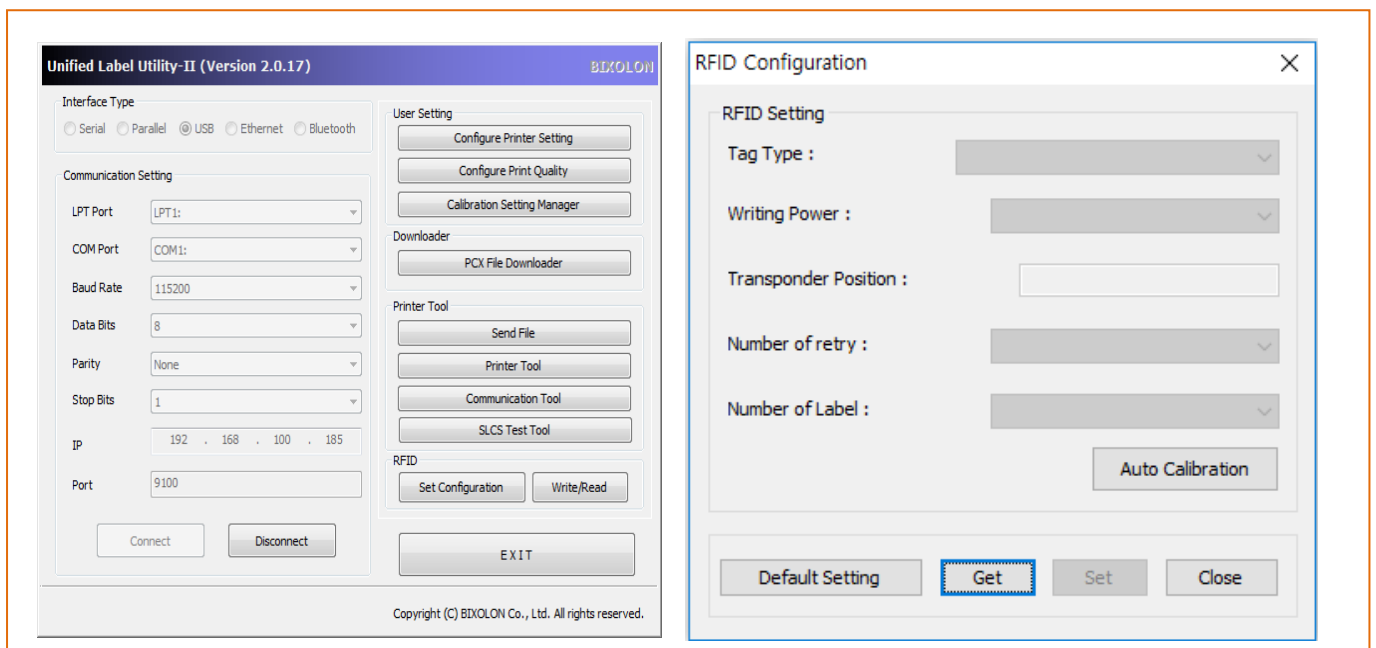 Unified Label Utility-II (Version 2.0.17)
BIXOLON
Interface Type
Serial Parallel USB Ethernet Bluetooth
Communication Setting
LPT Port LPT1:
COM Port COM1:
Baud Rate 115200
Data Bits 8
Parity None
Stop Bits 1
IP 192 . 168 . 100 . 185
Port 9100
Connect Disconnect
User Setting
Configure Printer Setting
Configure Print Quality
Calibration Setting Manager
Downloader
PCX File Downloader
Printer Tool
Send File
Printer Tool
Communication Tool
SLCS Test Tool
RFID
Set Configuration Write/Read
EXIT
Copyright (C) BIXOLON Co., Ltd. All rights reserved.
RFID Configuration
RFID Setting
Tag Type :
Writing Power :
Transponder Position :
Number of retry :
Number of Label :
Auto Calibration
Default Setting Get Set Close